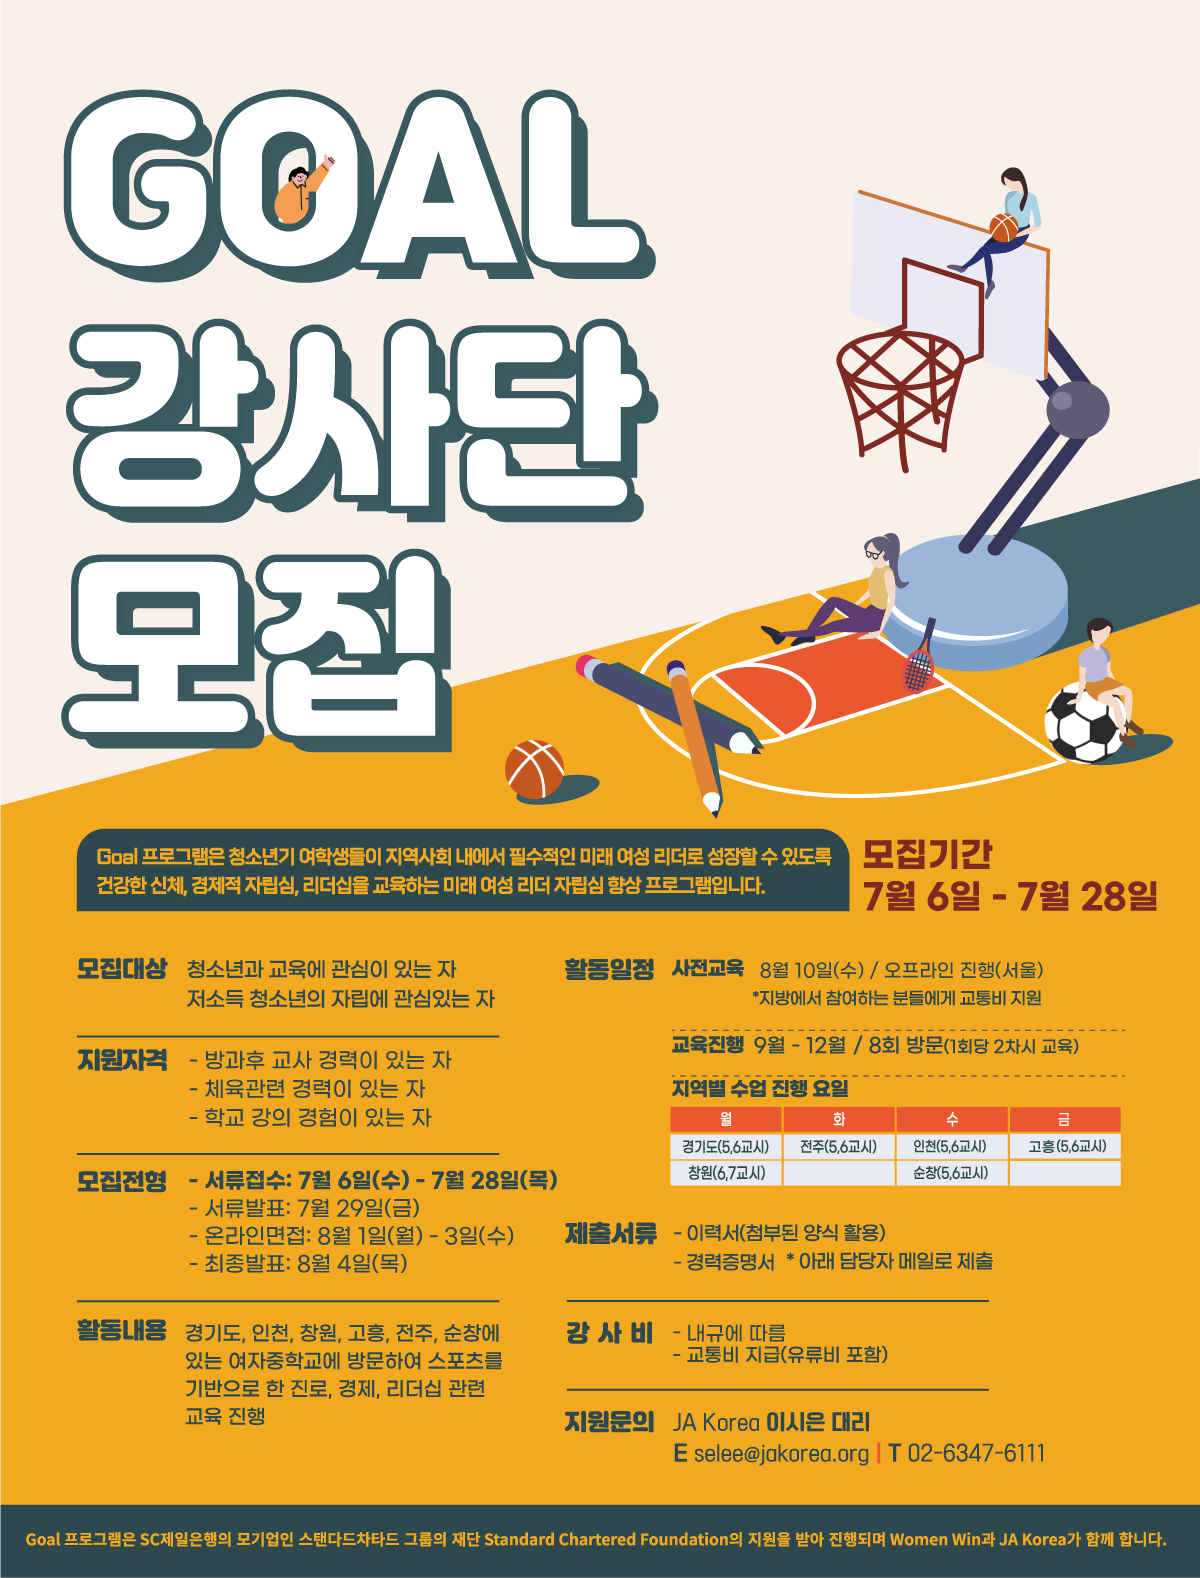 GOAL
강사단
모집
Goal 프로그램은 청소년기 여학생들이 지역사회 내에서 필수적인 미래 여성 리더로 성장할 수 있도록
건강한 신체, 경제적 자립심, 리더십을 교육하는 미래 여성 리더 자립심 향상 프로그램입니다.
모집기간
7월 6일 - 7월 28일
모집대상 청소년과 교육에 관심이 있는 자
저소득 청소년의 자립에 관심있는 자
지원자격 - 방과후 교사 경력이 있는 자
- 체육관련 경력이 있는 자
- 학교 강의 경험이 있는 자
모집전형 - 서류접수: 7월 6일(수) - 7월 28일(목)
- 서류발표: 7월 29일(금)
- 온라인면접: 8월 1일(월) - 3일(수)
- 최종발표: 8월 4일(목)
활동내용 경기도, 인천, 창원, 고흥, 전주, 순창에
있는 여자중학교에 방문하여 스포츠를
기반으로 한 진로, 경제, 리더십 관련
교육 진행
활동일정 사전교육 8월 10일(수) / 오프라인 진행(서울)
*지방에서 참여하는 분들에게 교통비 지원
교육진행 9월 - 12월 / 8회 방문(1회당 2차시 교육)
지역별 수업 진행 요일
월 화 수 금
경기도(5,6교시) 전주(5,6교시) 인천(5,6교시) 고흥(5,6교시)
창원(6,7교시) 순창(5,6교시)
제출서류 - 이력서(첨부된 양식 활용)
- 경력증명서 * 아래 담당자 메일로 제출
강 사 비 - 내규에 따름
- 교통비 지급(유류비 포함)
지원문의 JA Korea 이시은 대리
E selee@jakorea.org | T 02-6347-6111
Goal 프로그램은 SC제일은행의 모기업인 스탠다드차타드 그룹의 재단 Standard Chartered Foundation의 지원을 받아 진행되며 Women Win과 JA Korea가 함께 합니다.